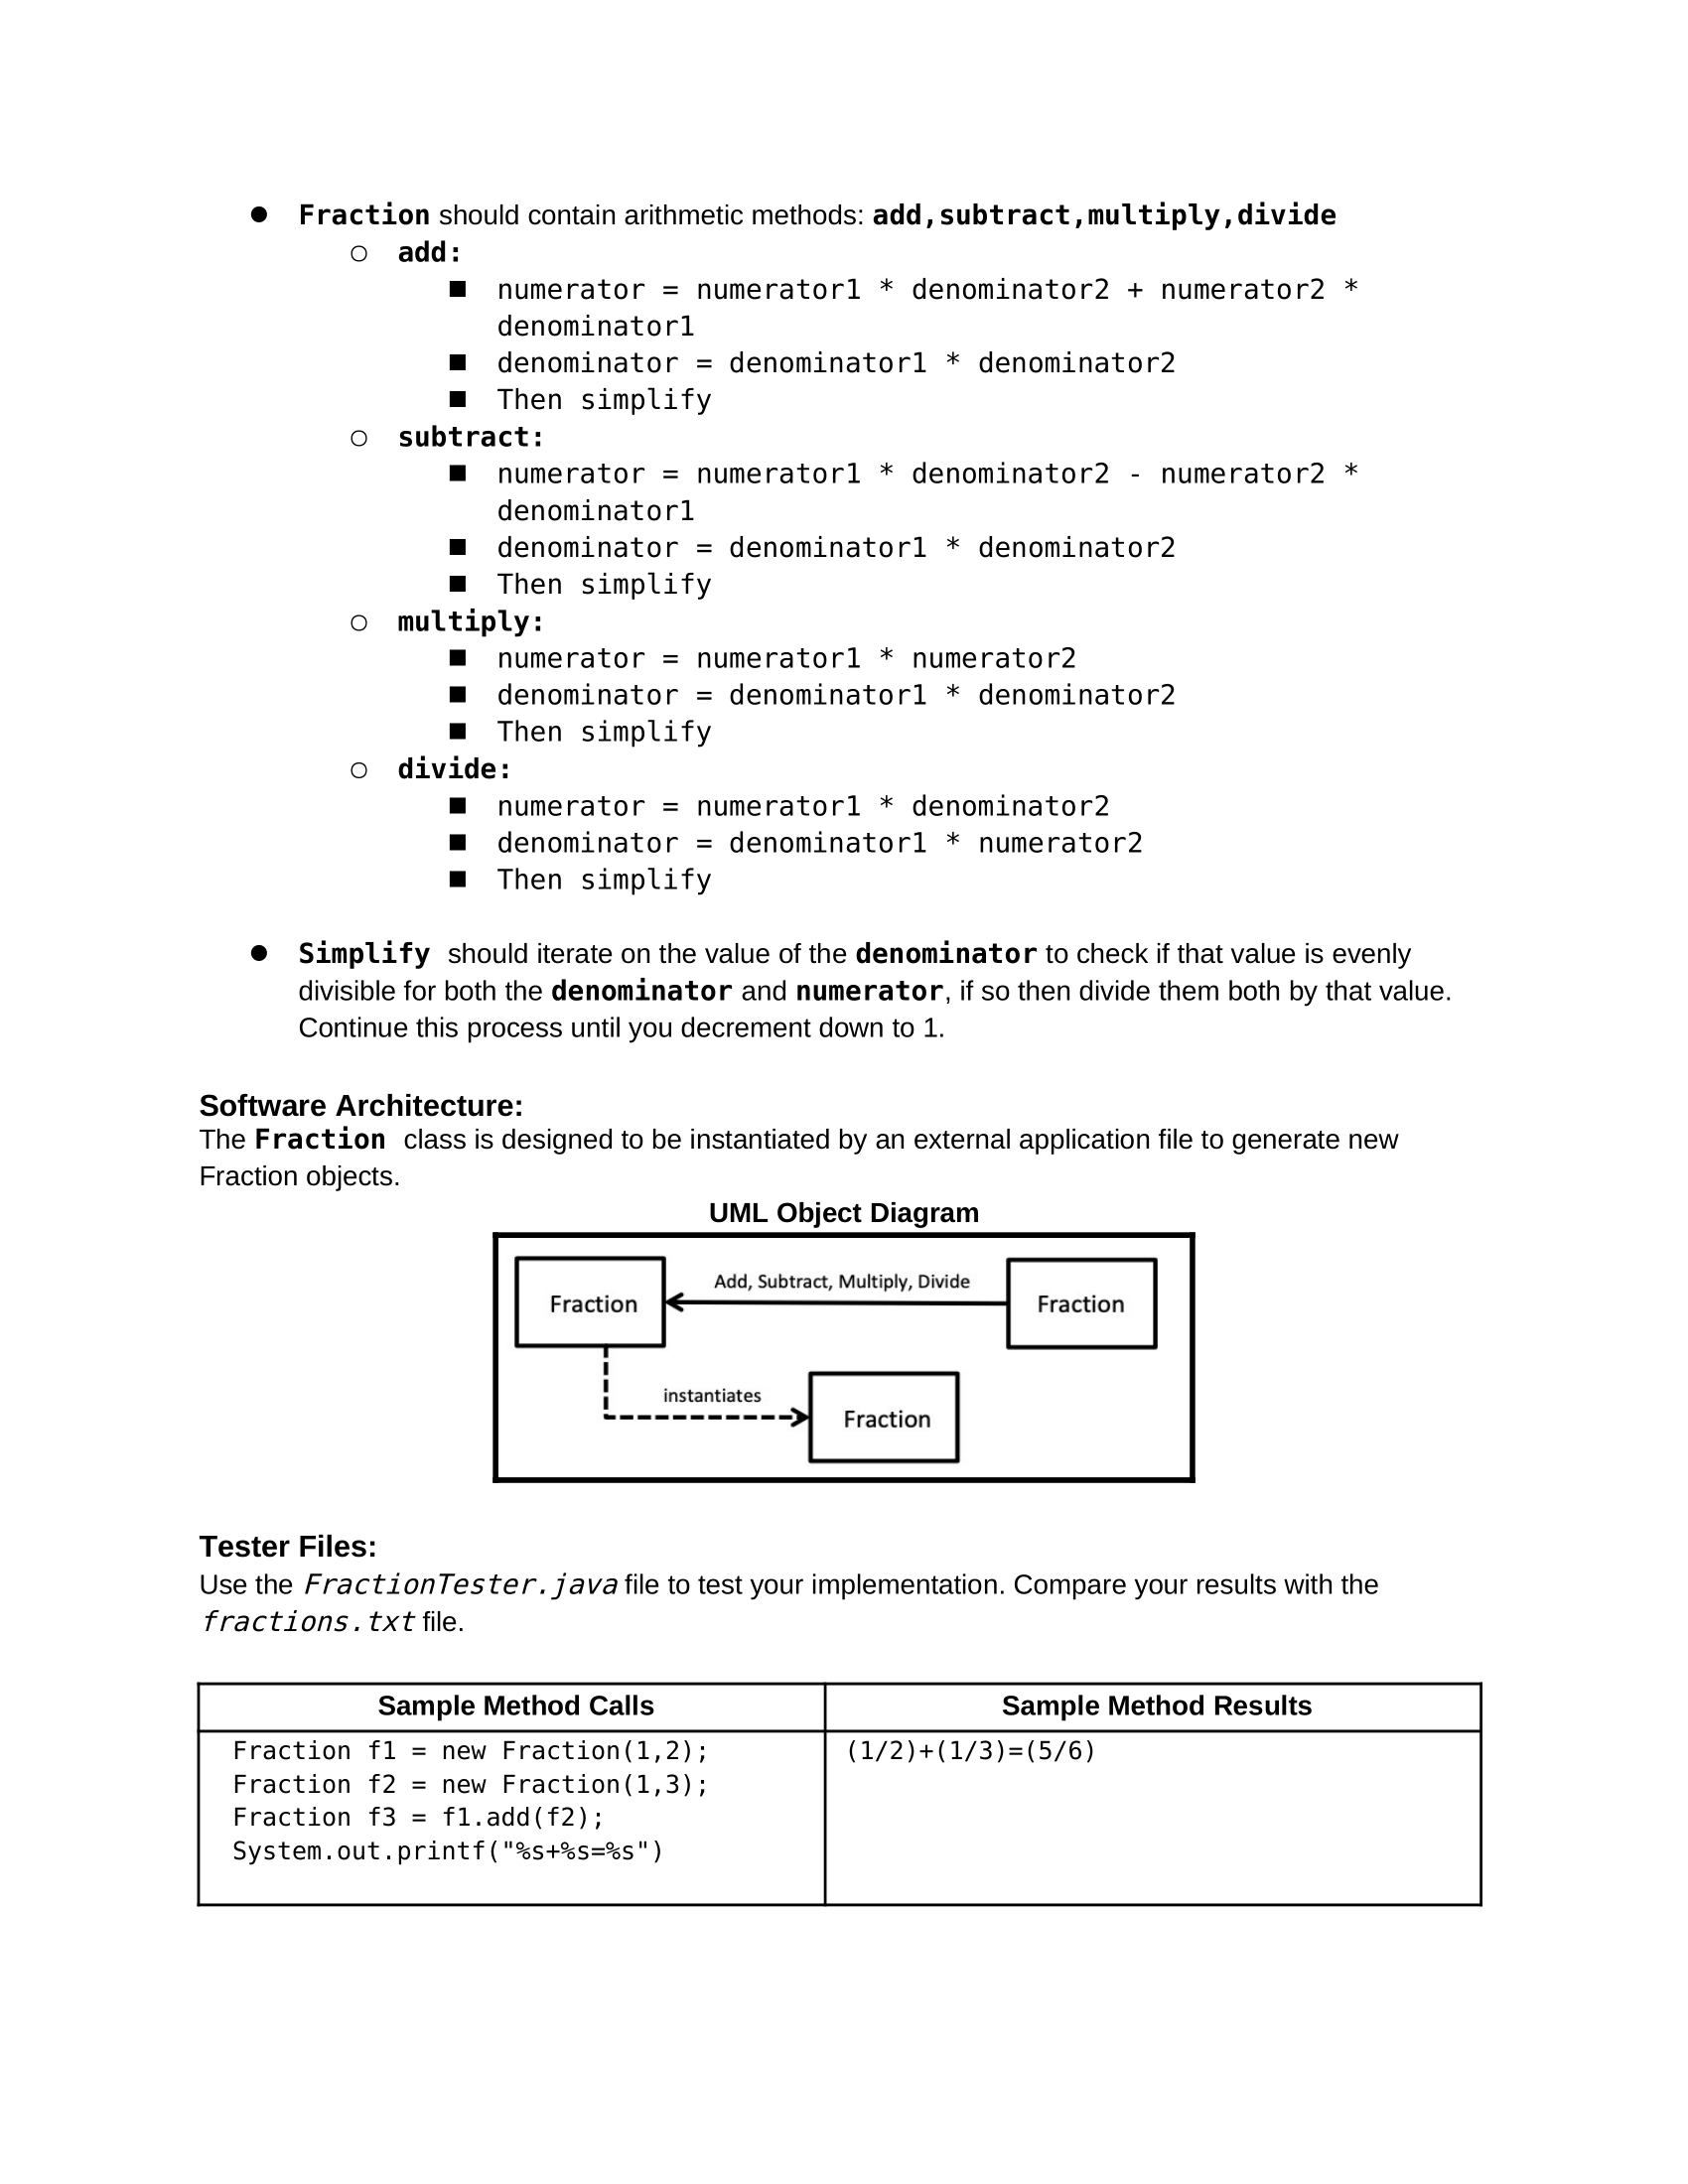 ● Fraction should contain arithmetic methods: add,subtract,multiply,divide
○ add:
■ numerator = numerator1 * denominator2 + numerator2 *
denominator1
■ denominator = denominator1 * denominator2
■ Then simplify
○ subtract:
■ numerator = numerator1 * denominator2 - numerator2 *
denominator1
■ denominator = denominator1 * denominator2
■ Then simplify
○ multiply:
■ numerator = numerator1 * numerator2
■ denominator = denominator1 * denominator2
■ Then simplify
○ divide:
■ numerator = numerator1 * denominator2
■ denominator = denominator1 * numerator2
■ Then simplify
● Simplify should iterate on the value of the denominator to check if that value is evenly
divisible for both the denominator and numerator, if so then divide them both by that value.
Continue this process until you decrement down to 1.
Software Architecture:
The Fraction class is designed to be instantiated by an external application file to generate new
Fraction objects.
UML Object Diagram
Add, Subtract, Multiply, Divide
Fraction
Fraction
instantiates
Fraction
Tester Files:
Use the FractionTester.java file to test your implementation. Compare your results with the
fractions.txt file.
Sample Method Calls
Sample Method Results
Fraction f1 = new Fraction(1,2);
Fraction f2 = new Fraction(1,3);
Fraction f3 = f1.add(f2);
System.out.printf("%s+%s=%s")
(1/2)+(1/3)=(5/6)